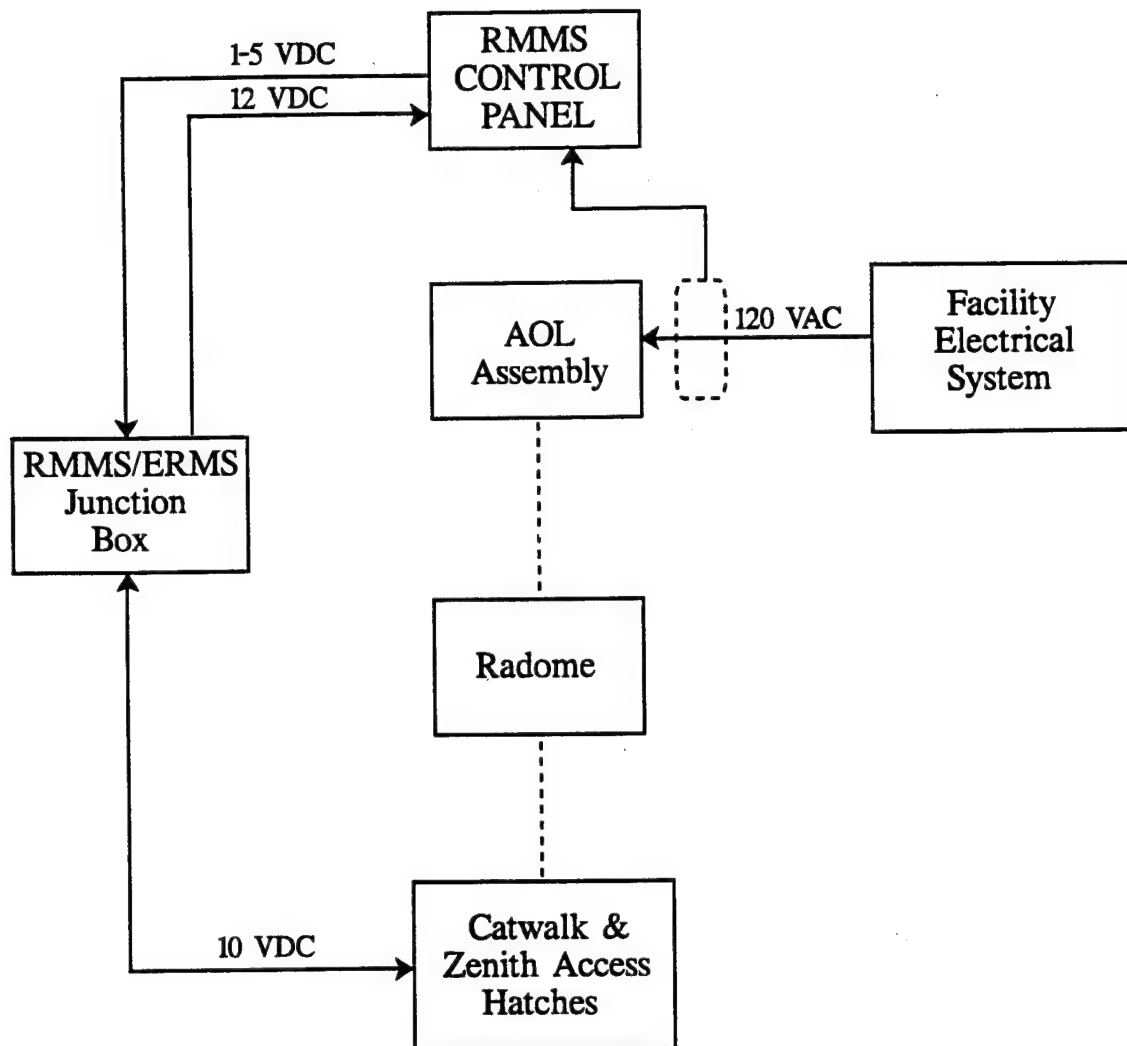 1-5 VDC
12 VDC
RMMS
CONTROL
PANEL
AOL
Assembly
120 VAC
Facility
Electrical
System
RMMS/ERMS
Junction
Box
Radome
10 VDC
Catwalk &
Zenith Access
Hatches